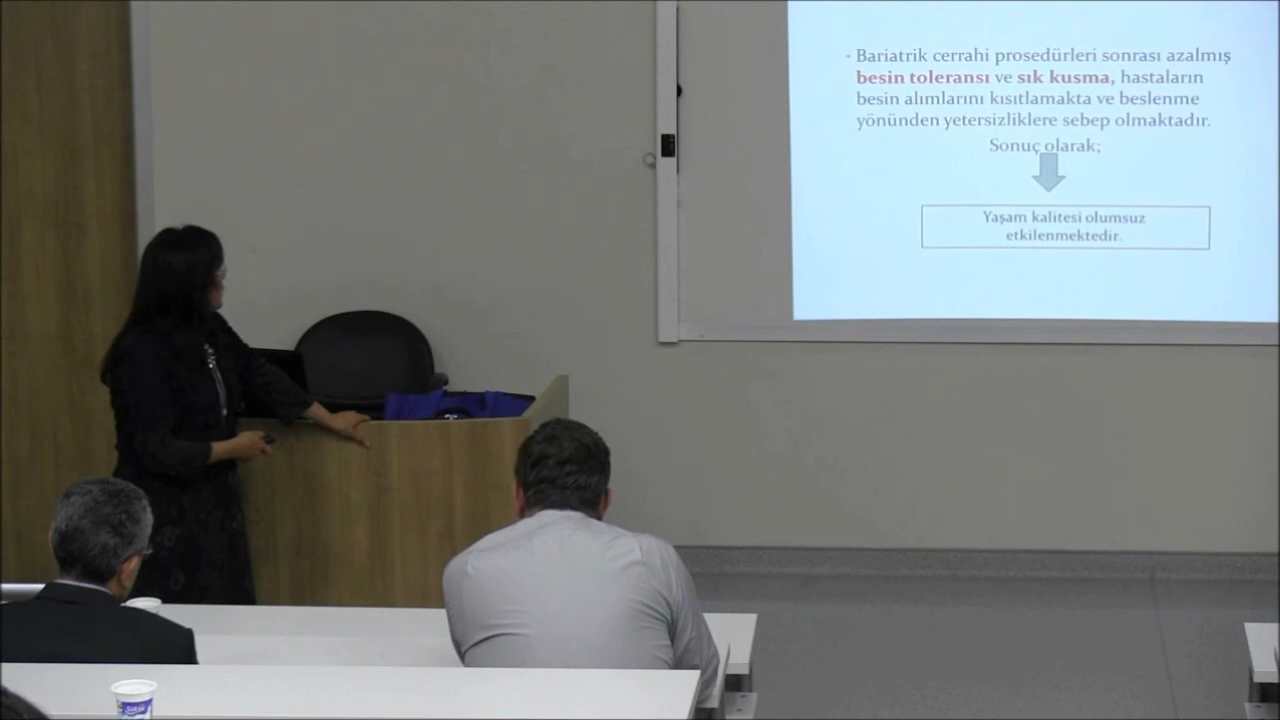 • Bariatrik cerrahi prosedürleri sonrası azalmış
besin toleransı ve sık kusma, hastaların
besin alımlarını kısıtlamakta ve beslenme
yönünden yetersizliklere sebep olmaktadır.
Sonuç olarak;
Yaşam kalitesi olumsuz
etkilenmektedir.